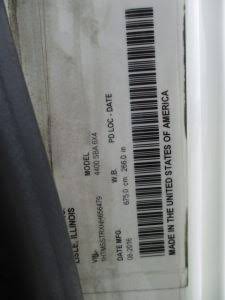 LISLE, ILLINOIS
VIN MODEL
4400 SBA 6X4
DATE MFG. W.B. PD LOC - DATE
08-2016 675.0 cm 266.0 in
MADE IN THE UNITED STATES OF AMERICA